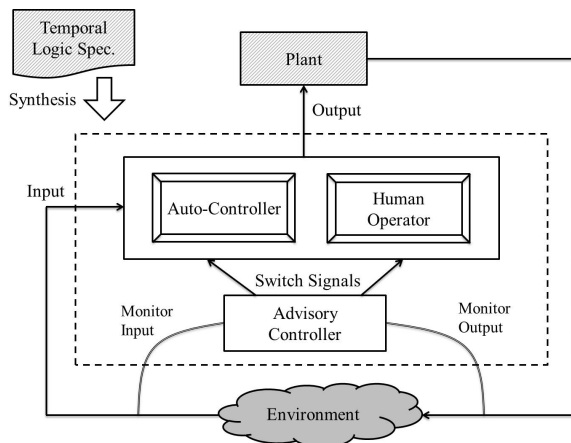 Temporal
Logic Spec.
Plant
Synthesis
Output
Input
Auto-Controller
Human
Operator
Switch Signals
Monitor
Input
Advisory
Controller
Monitor
Output
Environment